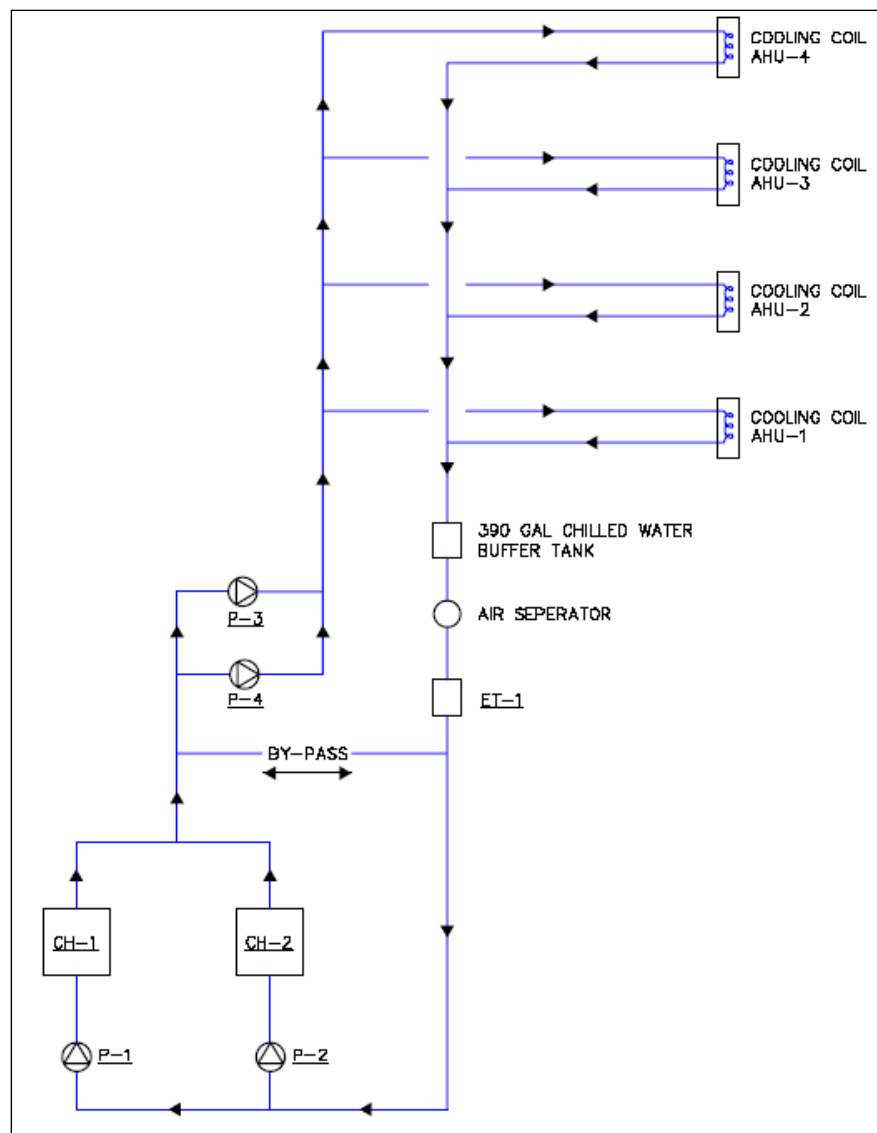 COOLING COIL
AHU-4
COOLING COIL
AHU-3
COOLING COIL
AHU-2
COOLING COIL
AHU-1
390 GAL CHILLED WATER
BUFFER TANK
P-3
AIR SEPERATOR
P-4
ET-1
BY-PASS
CH-1
CH-2
P-1
P-2